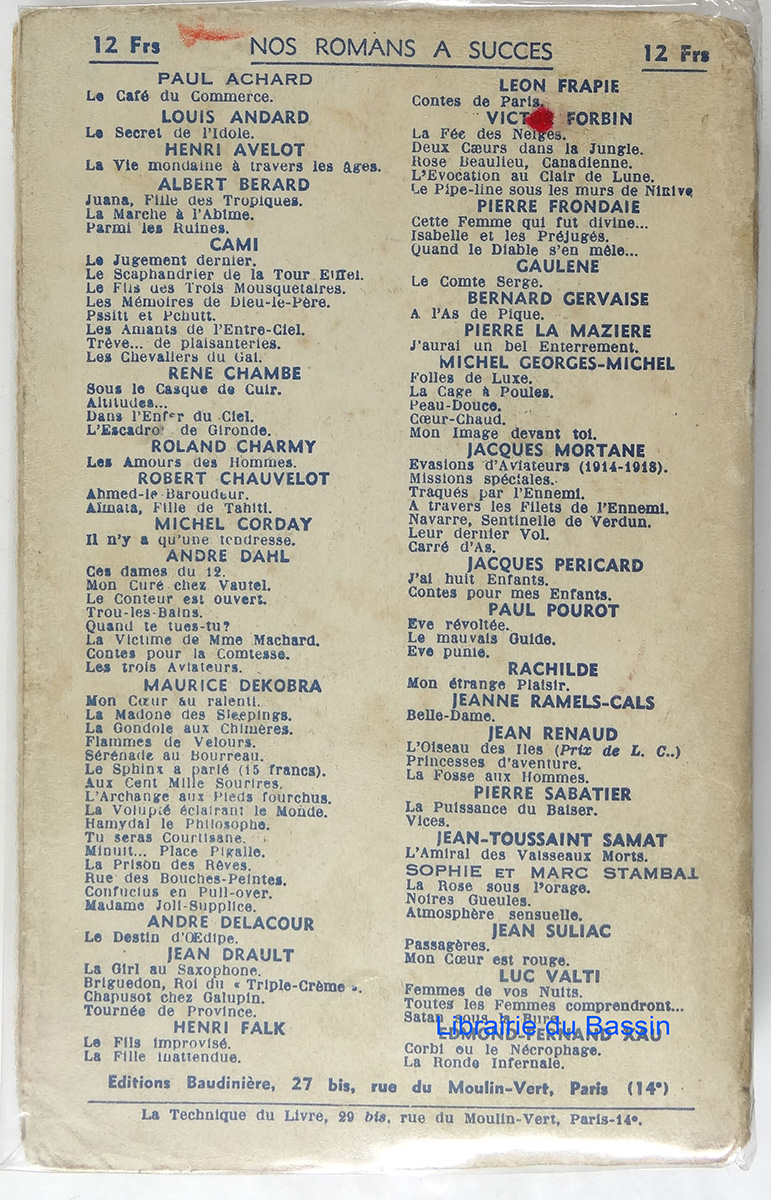 12 Frs NOS ROMANS A SUCCES 12 Frs
PAUL ACHARD
Le Café du Commerce.
LOUIS ANDARD
Le Secret de l'Idole.
HENRI AVELOT
La Vie mondaine à travers les Ages.
ALBERT BERARD
Juana, Fille des Tropiques.
La Marche à l'Abîme.
Parmi les Ruines.
CAMI
Le Jugement dernier.
Le Scaphandrier de la Tour Eiffel.
Le Fils des Trois Mousquetaires.
Les Mémoires de Dieu-le-Père.
Pssitt et Pchutt.
Les Amants de l'Entre-Ciel.
Trêve... de plaisanteries.
Les Chevaliers du Gai.
RENE CHAMBE
Sous le Casque de Cuir.
Altitudes...
Dans l'Enfer du Ciel.
L'Escadron de Gironde.
ROLAND CHARMY
Les Amours des Hommes.
ROBERT CHAUVELOT
Ahmed-le-Baroudeur.
Aïmata, Fille de Tahiti.
MICHEL CORDAY
Il n'y a qu'une tendresse.
ANDRE DAHL
Ces dames du 12.
Mon Curé chez Vautel.
Le Conteur est ouvert.
Trou-les-Bains.
Quand te tues-tu?
La Victime de Mme Machard.
Contes pour la Comtesse.
Les trois Aviateurs.
MAURICE DEKOBRA
Mon Cœur au ralenti.
La Madone des Sleepings.
La Gondole aux Chimères.
Flammes de Velours.
Sérénade au Bourreau.
Le Sphinx a parlé (15 francs).
Aux Cent Mille Sourires.
L'Archange aux Pieds fourchus.
La Volupté éclairant le Monde.
Hamydal le Philosophe.
Tu seras Courtisane.
Minuit... Place Pigalle.
La Prison des Rêves.
Rue des Bouches-Peintes.
Confucius en Pull-over.
Madame Joli-Supplice.
ANDRE DELACOUR
Le Destin d'Œdipe.
JEAN DRAULT
La Girl au Saxophone.
Briguedon, Roi du « Triple-Crème ».
Chapusot chez Galupin.
Tournée de Province.
HENRI FALK
Le Fils improvisé.
La Fille inattendue.
LEON FRAPIE
Contes de Paris.
VICTOR FORBIN
La Fée des Neiges.
Deux Cœurs dans la Jungle.
Rose Beaulieu, Canadienne.
L'Evocation au Clair de Lune.
Le Pipe-line sous les murs de Ninive
PIERRE FRONDAIE
Cette Femme qui fut divine...
Isabelle et les Préjugés.
Quand le Diable s'en mêle...
GAULENE
Le Comte Serge.
BERNARD GERVAISE
A l'As de Pique.
PIERRE LA MAZIERE
J'aurai un bel Enterrement.
MICHEL GEORGES-MICHEL
Folles de Luxe.
La Cage à Poules.
Peau-Douce.
Cœur-Chaud.
Mon Image devant toi.
JACQUES MORTANE
Evasions d'Aviateurs (1914-1918).
Missions spéciales.
Traqués par l'Ennemi.
A travers les Filets de l'Ennemi.
Navarre, Sentinelle de Verdun.
Leur dernier Vol.
Carré d'As.
JACQUES PERICARD
J'ai huit Enfants.
Contes pour mes Enfants.
PAUL POUROT
Eve révoltée.
Le mauvais Guide.
Eve punie.
RACHILDE
Mon étrange Plaisir.
JEANNE RAMELS-CALS
Belle-Dame.
JEAN RENAUD
L'Oiseau des Iles (Prix de L. C..)
Princesses d'aventure.
La Fosse aux Hommes.
PIERRE SABATIER
La Puissance du Baiser.
Vices.
JEAN-TOUSSAINT SAMAT
L'Amiral des Vaisseaux Morts.
SOPHIE ET MARC STAMBAT
La Rose sous l'orage.
Noires Gueules.
Atmosphère sensuelle.
JEAN SULIAC
Passagères.
Mon Cœur est rouge.
LUC VALTI
Femmes de vos Nuits.
Toutes les Femmes comprendront...
Satan sous la Bure.
Librairie du Bassin
EDMOND-FERNAND XAU
Corbi ou le Nécrophage.
La Ronde Infernale.
Editions Baudinière, 27 bis, rue du Moulin-Vert, Paris (14e)
La Technique du Livre, 29 bis, rue du Moulin-Vert, Paris-14e.